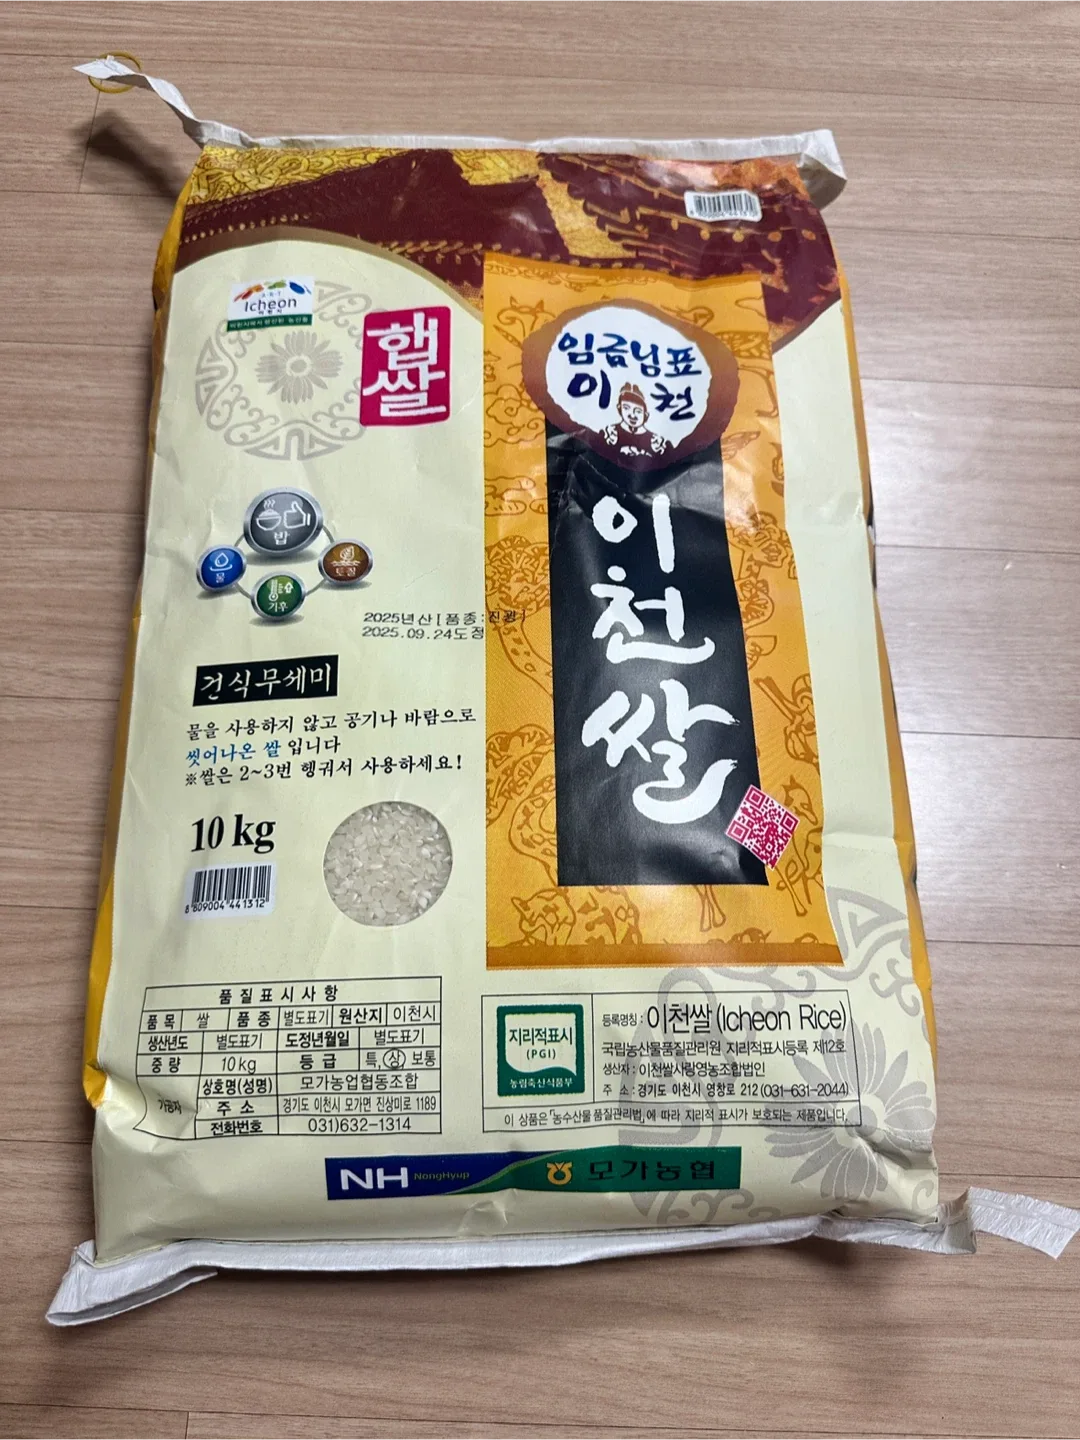 Icheon
이천시
햅쌀
임금님표
이천
이천쌀
밥
물
토질
기후
2025년산[품종:진광]
2025.09.24도정
건식무세미
물을 사용하지 않고 공기나 바람으로
씻어나온 쌀 입니다
※쌀은 2~3번 헹궈서 사용하세요!
10 kg
8 809004 441312
품질표시사항
품목 쌀 품종 별도표기 원산지 이천시
생산년도 별도표기 도정년월일 별도표기
중량 10kg 등급 특, 상, 보통
가공자 상호명(성명) 모가농업협동조합
주소 경기도 이천시 모가면 진상미로 1189
전화번호 031)632-1314
지리적표시
(PGI)
농림축산식품부
등록명칭 : 이천쌀 (Icheon Rice)
국립농산물품질관리원 지리적표시등록 제12호
생산자 : 이천쌀사랑영농조합법인
주 소 : 경기도 이천시 영창로 212 (031-631-2044)
이 상품은 「농수산물 품질관리법」에 따라 지리적 표시가 보호되는 제품입니다.
NH NongHyup 모가농협